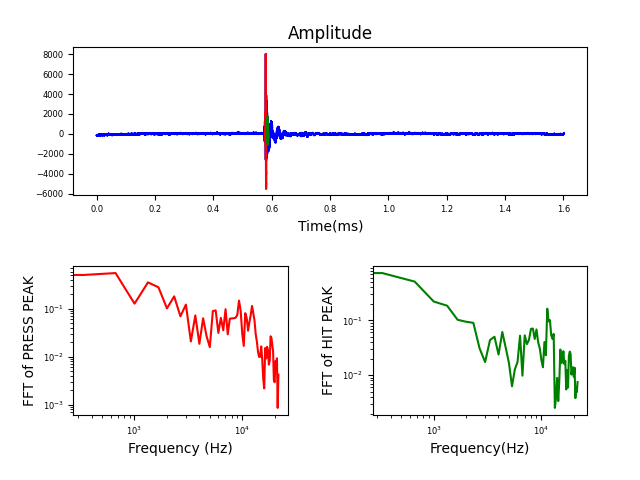 Amplitude
8000
6000
4000
2000
0
−2000
−4000
−6000
0.0 0.2 0.4 0.6 0.8 1.0 1.2 1.4 1.6
Time(ms)
FFT of PRESS PEAK
10⁻¹
10⁻²
10⁻³
10³ 10⁴
Frequency (Hz)
FFT of HIT PEAK
10⁻¹
10⁻²
10³ 10⁴
Frequency(Hz)